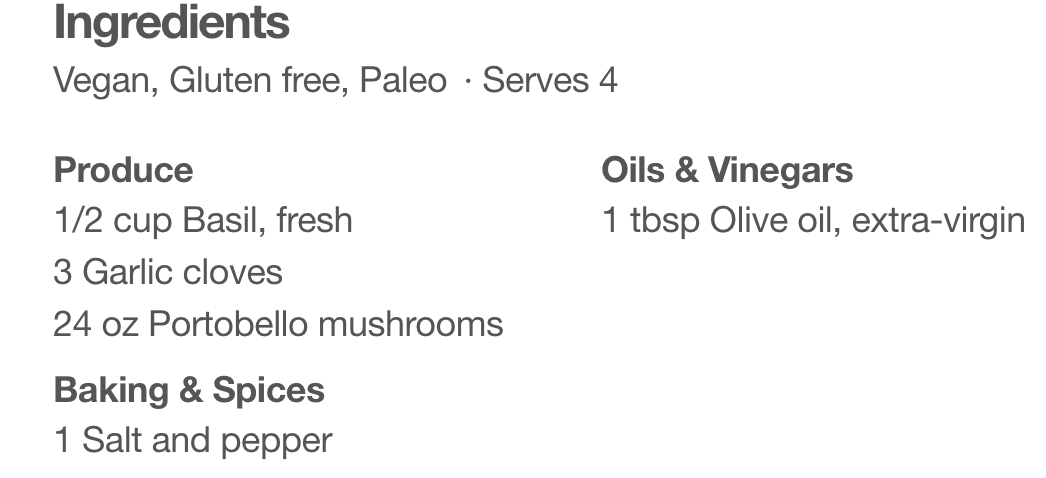 Ingredients
Vegan, Gluten free, Paleo · Serves 4
Produce
1/2 cup Basil, fresh
3 Garlic cloves
24 oz Portobello mushrooms
Baking & Spices
1 Salt and pepper
Oils & Vinegars
1 tbsp Olive oil, extra-virgin